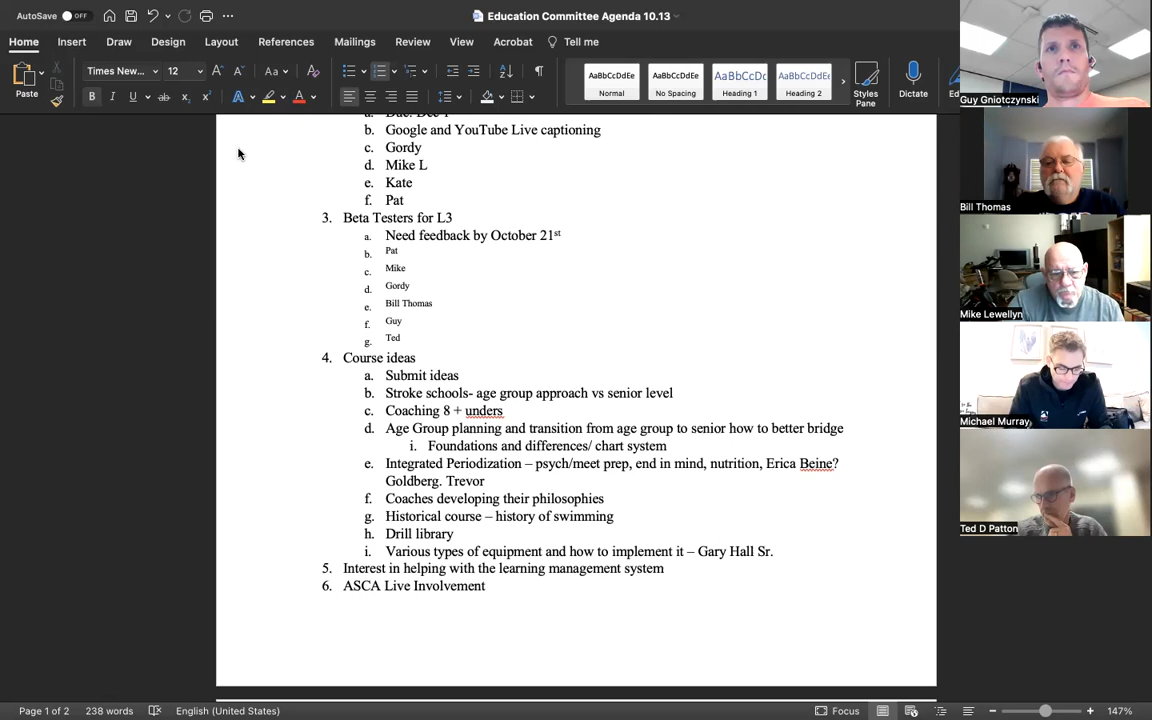 AutoSave OFF
Education Committee Agenda 10.13
Home Insert Draw Design Layout References Mailings Review View Acrobat Tell me
Paste
Times New... 12
Aa
AaBbCcDdEe
Normal
AaBbCcDdEe
No Spacing
AaBbCcDc
Heading 1
AaBbCcDdEe
Heading 2
Styles
Pane
Dictate
a. Due: Dec 1
b. Google and YouTube Live captioning
c. Gordy
d. Mike L
e. Kate
f. Pat
3. Beta Testers for L3
a. Need feedback by October 21st
b. Pat
c. Mike
d. Gordy
e. Bill Thomas
f. Guy
g. Ted
4. Course ideas
a. Submit ideas
b. Stroke schools- age group approach vs senior level
c. Coaching 8 + unders
d. Age Group planning and transition from age group to senior how to better bridge
i. Foundations and differences/ chart system
e. Integrated Periodization – psych/meet prep, end in mind, nutrition, Erica Beine?
Goldberg. Trevor
f. Coaches developing their philosophies
g. Historical course – history of swimming
h. Drill library
i. Various types of equipment and how to implement it – Gary Hall Sr.
5. Interest in helping with the learning management system
6. ASCA Live Involvement
Page 1 of 2 238 words English (United States) Focus 147%
Guy Gniotczynski
Bill Thomas
Mike Lewellyn
Michael Murray
Ted D Patton